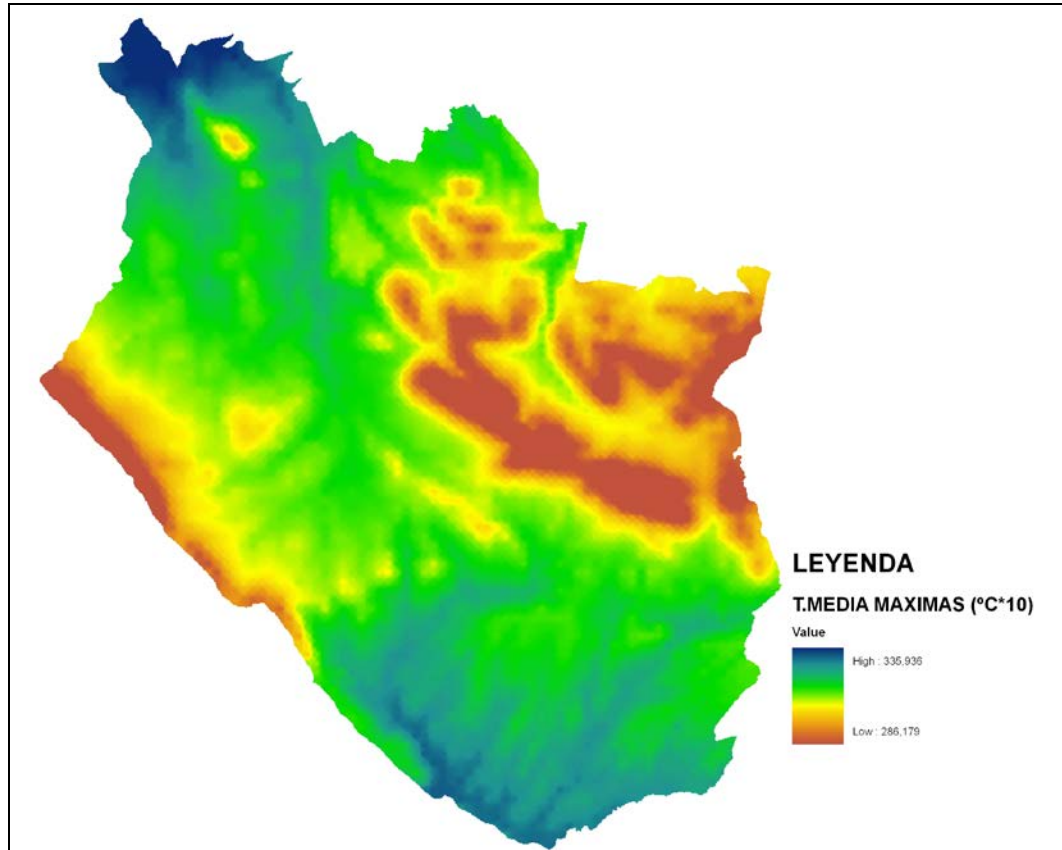 LEYENDA
T.MEDIA MAXIMAS (ºC*10)
Value
High : 335,936
Low : 286,179